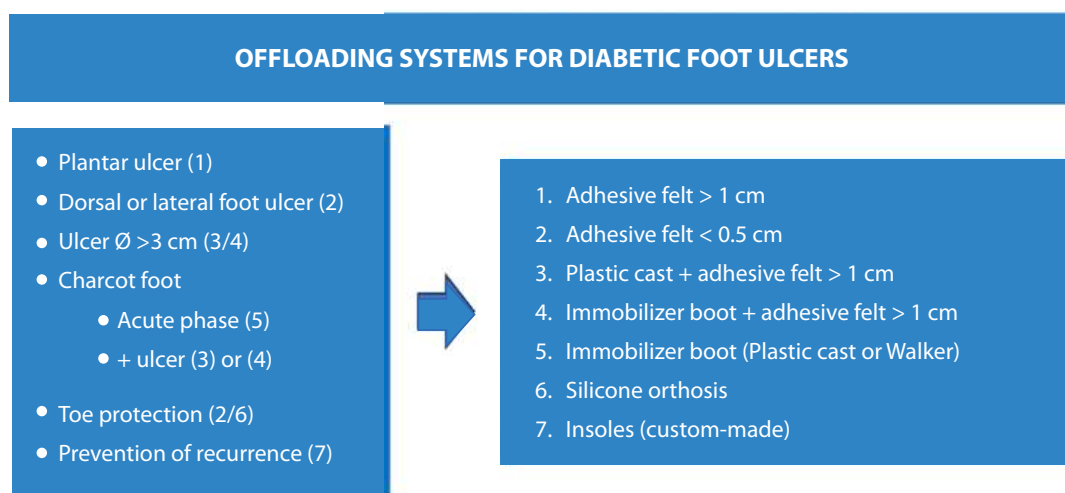 OFFLOADING SYSTEMS FOR DIABETIC FOOT ULCERS
• Plantar ulcer (1)
• Dorsal or lateral foot ulcer (2)
• Ulcer Ø >3 cm (3/4)
• Charcot foot
• Acute phase (5)
• + ulcer (3) or (4)
• Toe protection (2/6)
• Prevention of recurrence (7)
1. Adhesive felt > 1 cm
2. Adhesive felt < 0.5 cm
3. Plastic cast + adhesive felt > 1 cm
4. Immobilizer boot + adhesive felt > 1 cm
5. Immobilizer boot (Plastic cast or Walker)
6. Silicone orthosis
7. Insoles (custom-made)